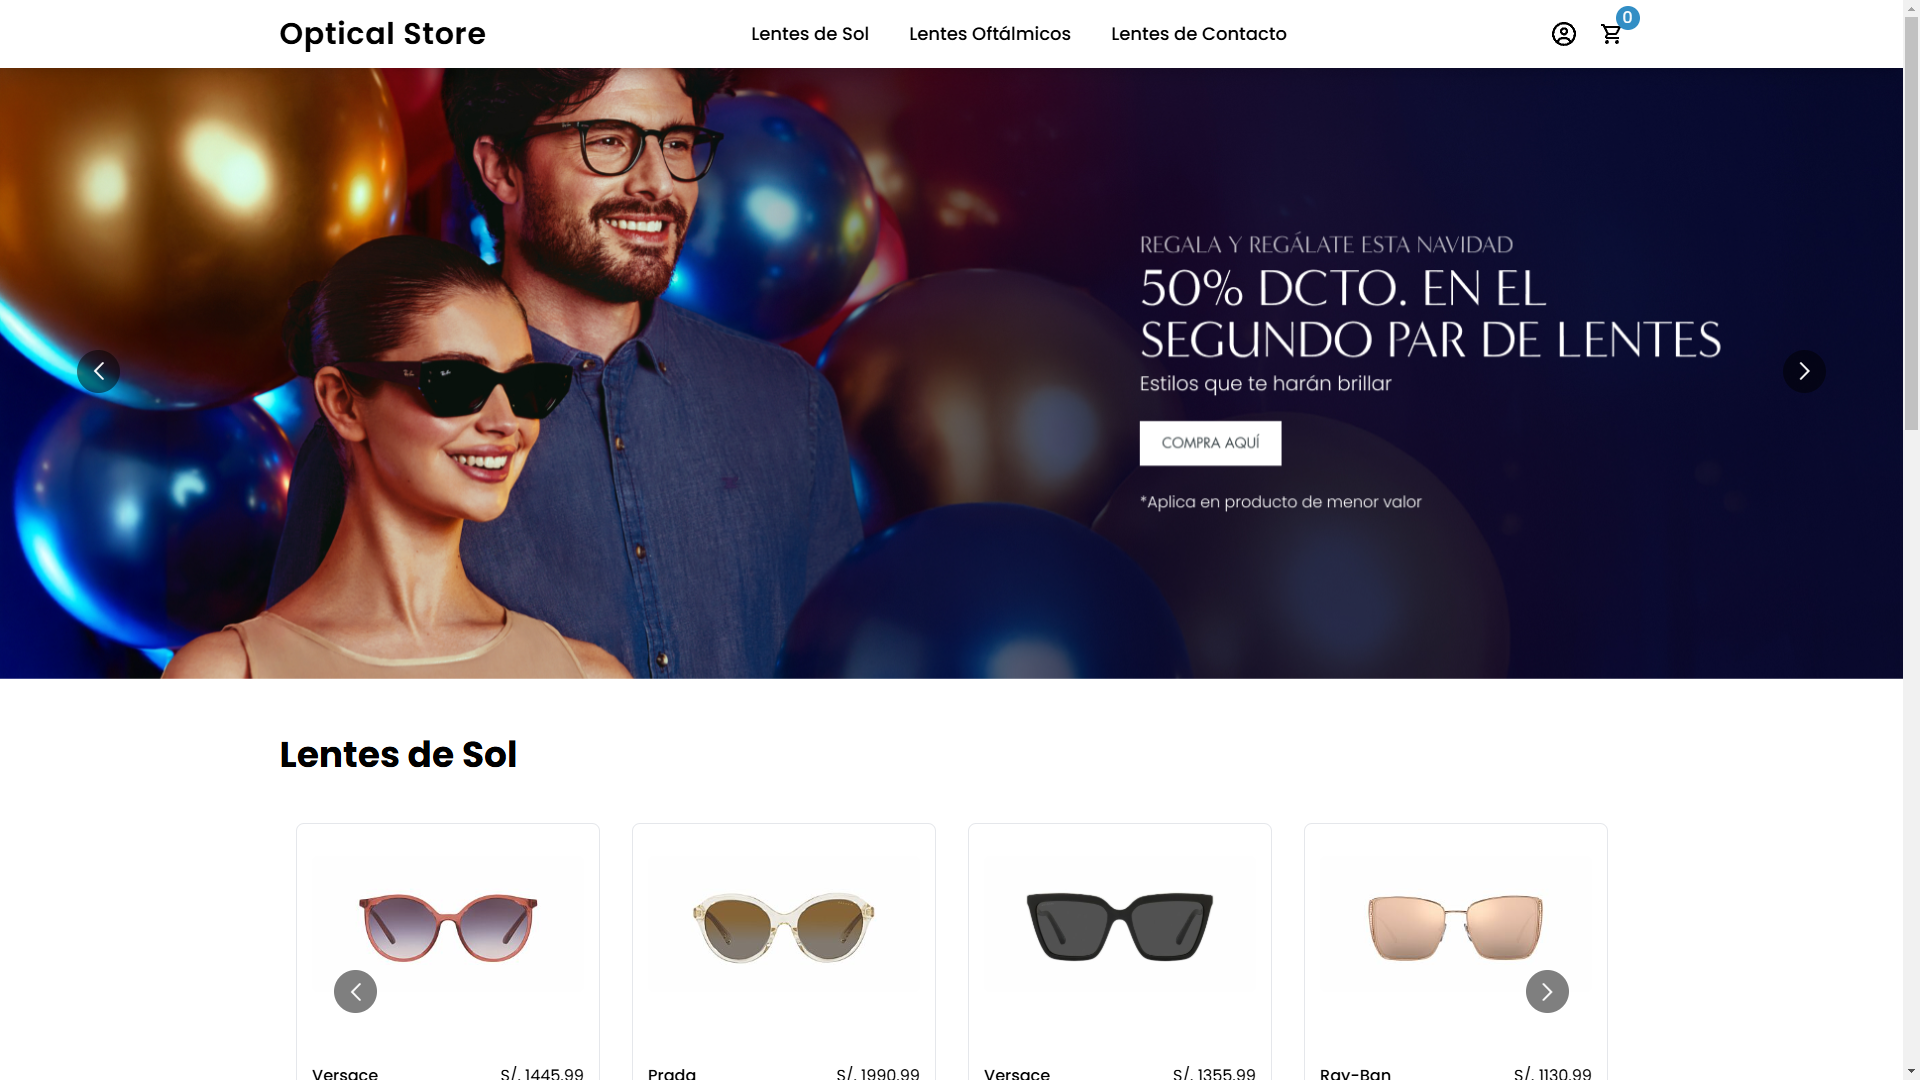 Optical Store
Lentes de Sol
Lentes Oftálmicos
Lentes de Contacto
0
REGALA Y REGÁLATE ESTA NAVIDAD
50% DCTO. EN EL
SEGUNDO PAR DE LENTES
Estilos que te harán brillar
COMPRA AQUÍ
*Aplica en producto de menor valor
Lentes de Sol
Versace S/. 1445.99
Prada S/. 1990.99
Versace S/. 1355.99
Ray-Ban S/. 1130.99